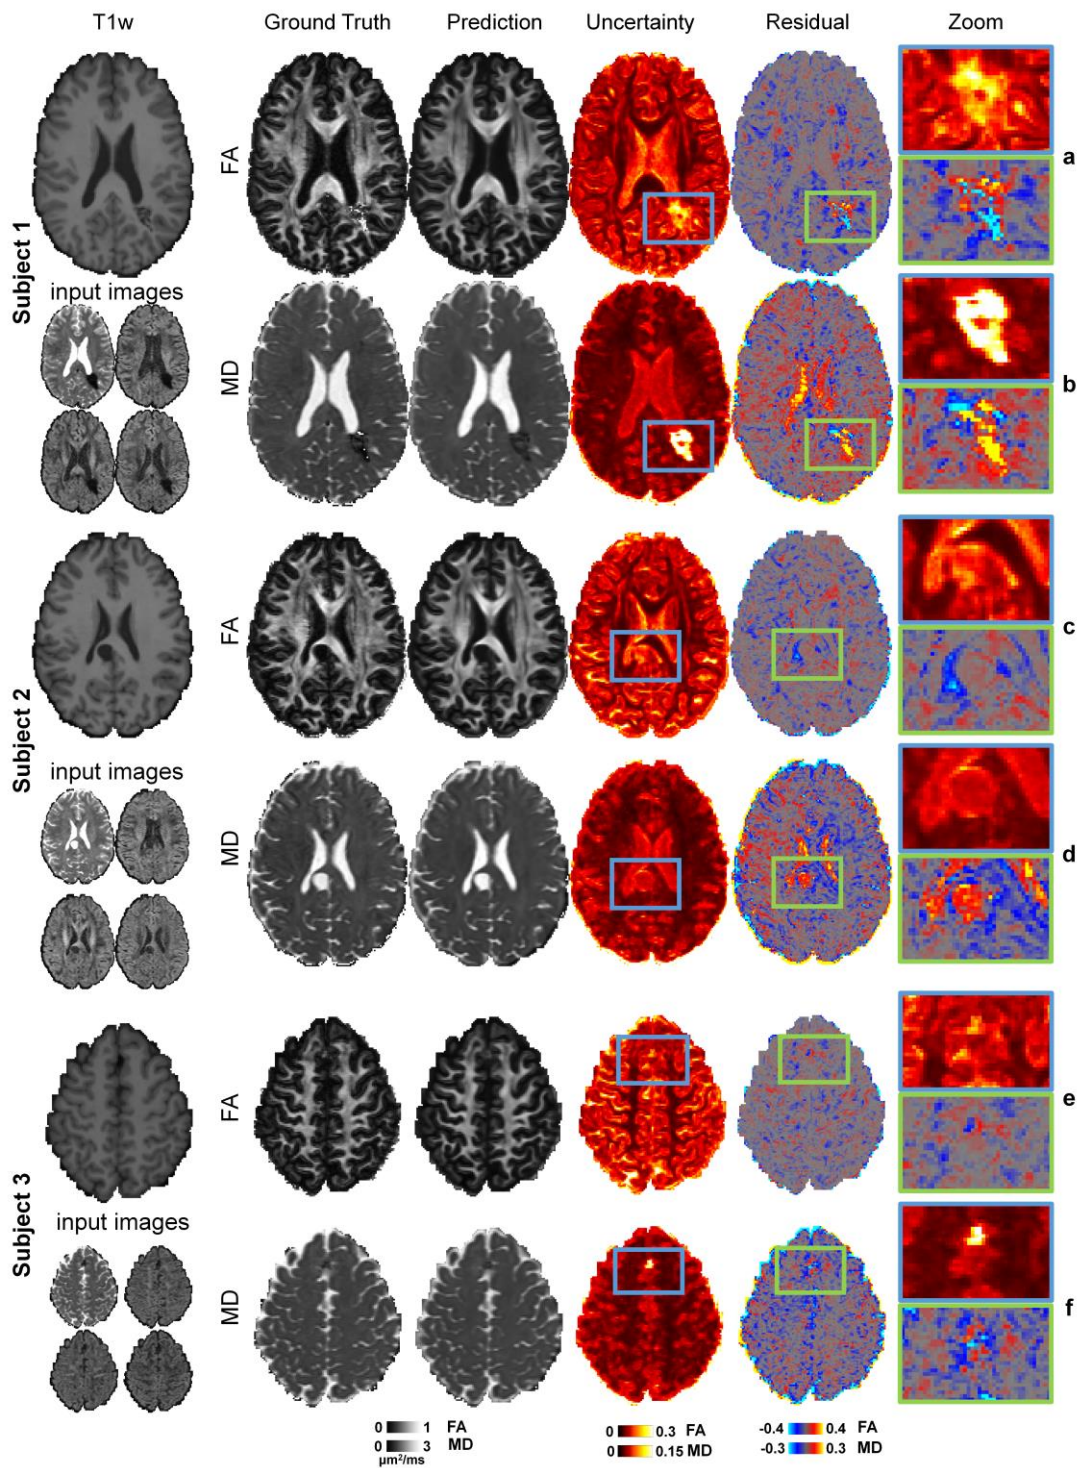 T1w Ground Truth Prediction Uncertainty Residual Zoom
Subject 1
FA
a
input images
MD
b
Subject 2
FA
c
input images
MD
d
Subject 3
FA
e
input images
MD
f
0 1 FA 0 0.3 FA -0.4 0.4 FA
0 3 MD 0 0.15 MD -0.3 0.3 MD
µm²/ms